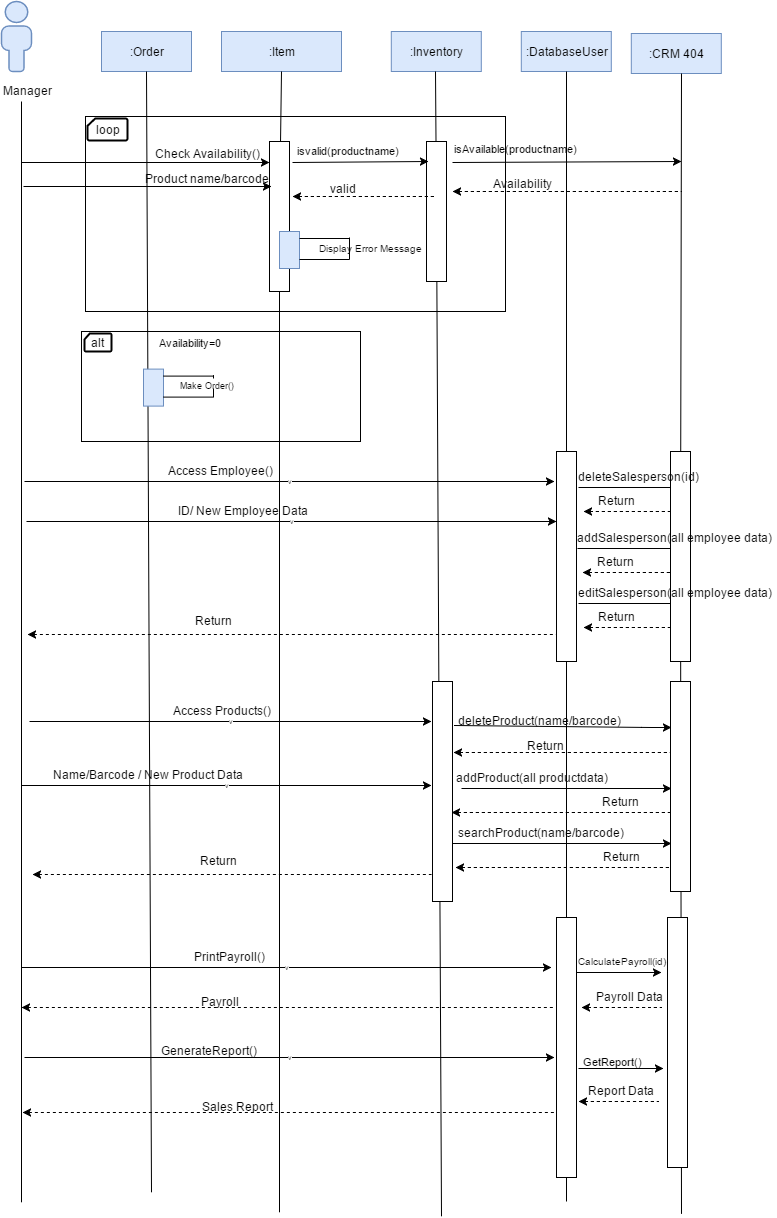 Manager
:Order
:Item
:Inventory
:DatabaseUser
:CRM 404
loop
Check Availability()
isvalid(productname)
isAvailable(productname)
Product name/barcode
valid
Availability
Display Error Message
alt
Availability=0
Make Order()
Access Employee()
deleteSalesperson(id)
Return
ID/ New Employee Data
addSalesperson(all employee data)
Return
editSalesperson(all employee data)
Return
Return
Access Products()
deleteProduct(name/barcode)
Return
Name/Barcode / New Product Data
addProduct(all productdata)
Return
searchProduct(name/barcode)
Return
Return
PrintPayroll()
CalculatePayroll(id)
Payroll
Payroll Data
GenerateReport()
GetReport()
Report Data
Sales Report